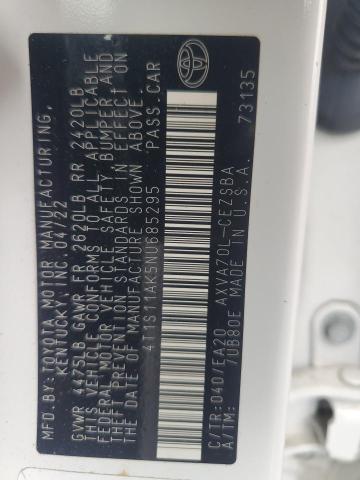 MFD. BY: TOYOTA MOTOR MANUFACTURING,
KENTUCKY, INC. 04/22
GVWR 4475LB GAWR FR 2620LB RR 2420LB
THIS VEHICLE CONFORMS TO ALL APPLICABLE
FEDERAL MOTOR VEHICLE SAFETY, BUMPER AND
THEFT PREVENTION STANDARDS IN EFFECT ON
THE DATE OF MANUFACTURE SHOWN ABOVE.
4T1S11AK5NU685295 PASS.CAR
C/TR:040/EA20 AXVA70L-CEZSBA
A/TM: 7UB80E MADE IN U.S.A.
73135